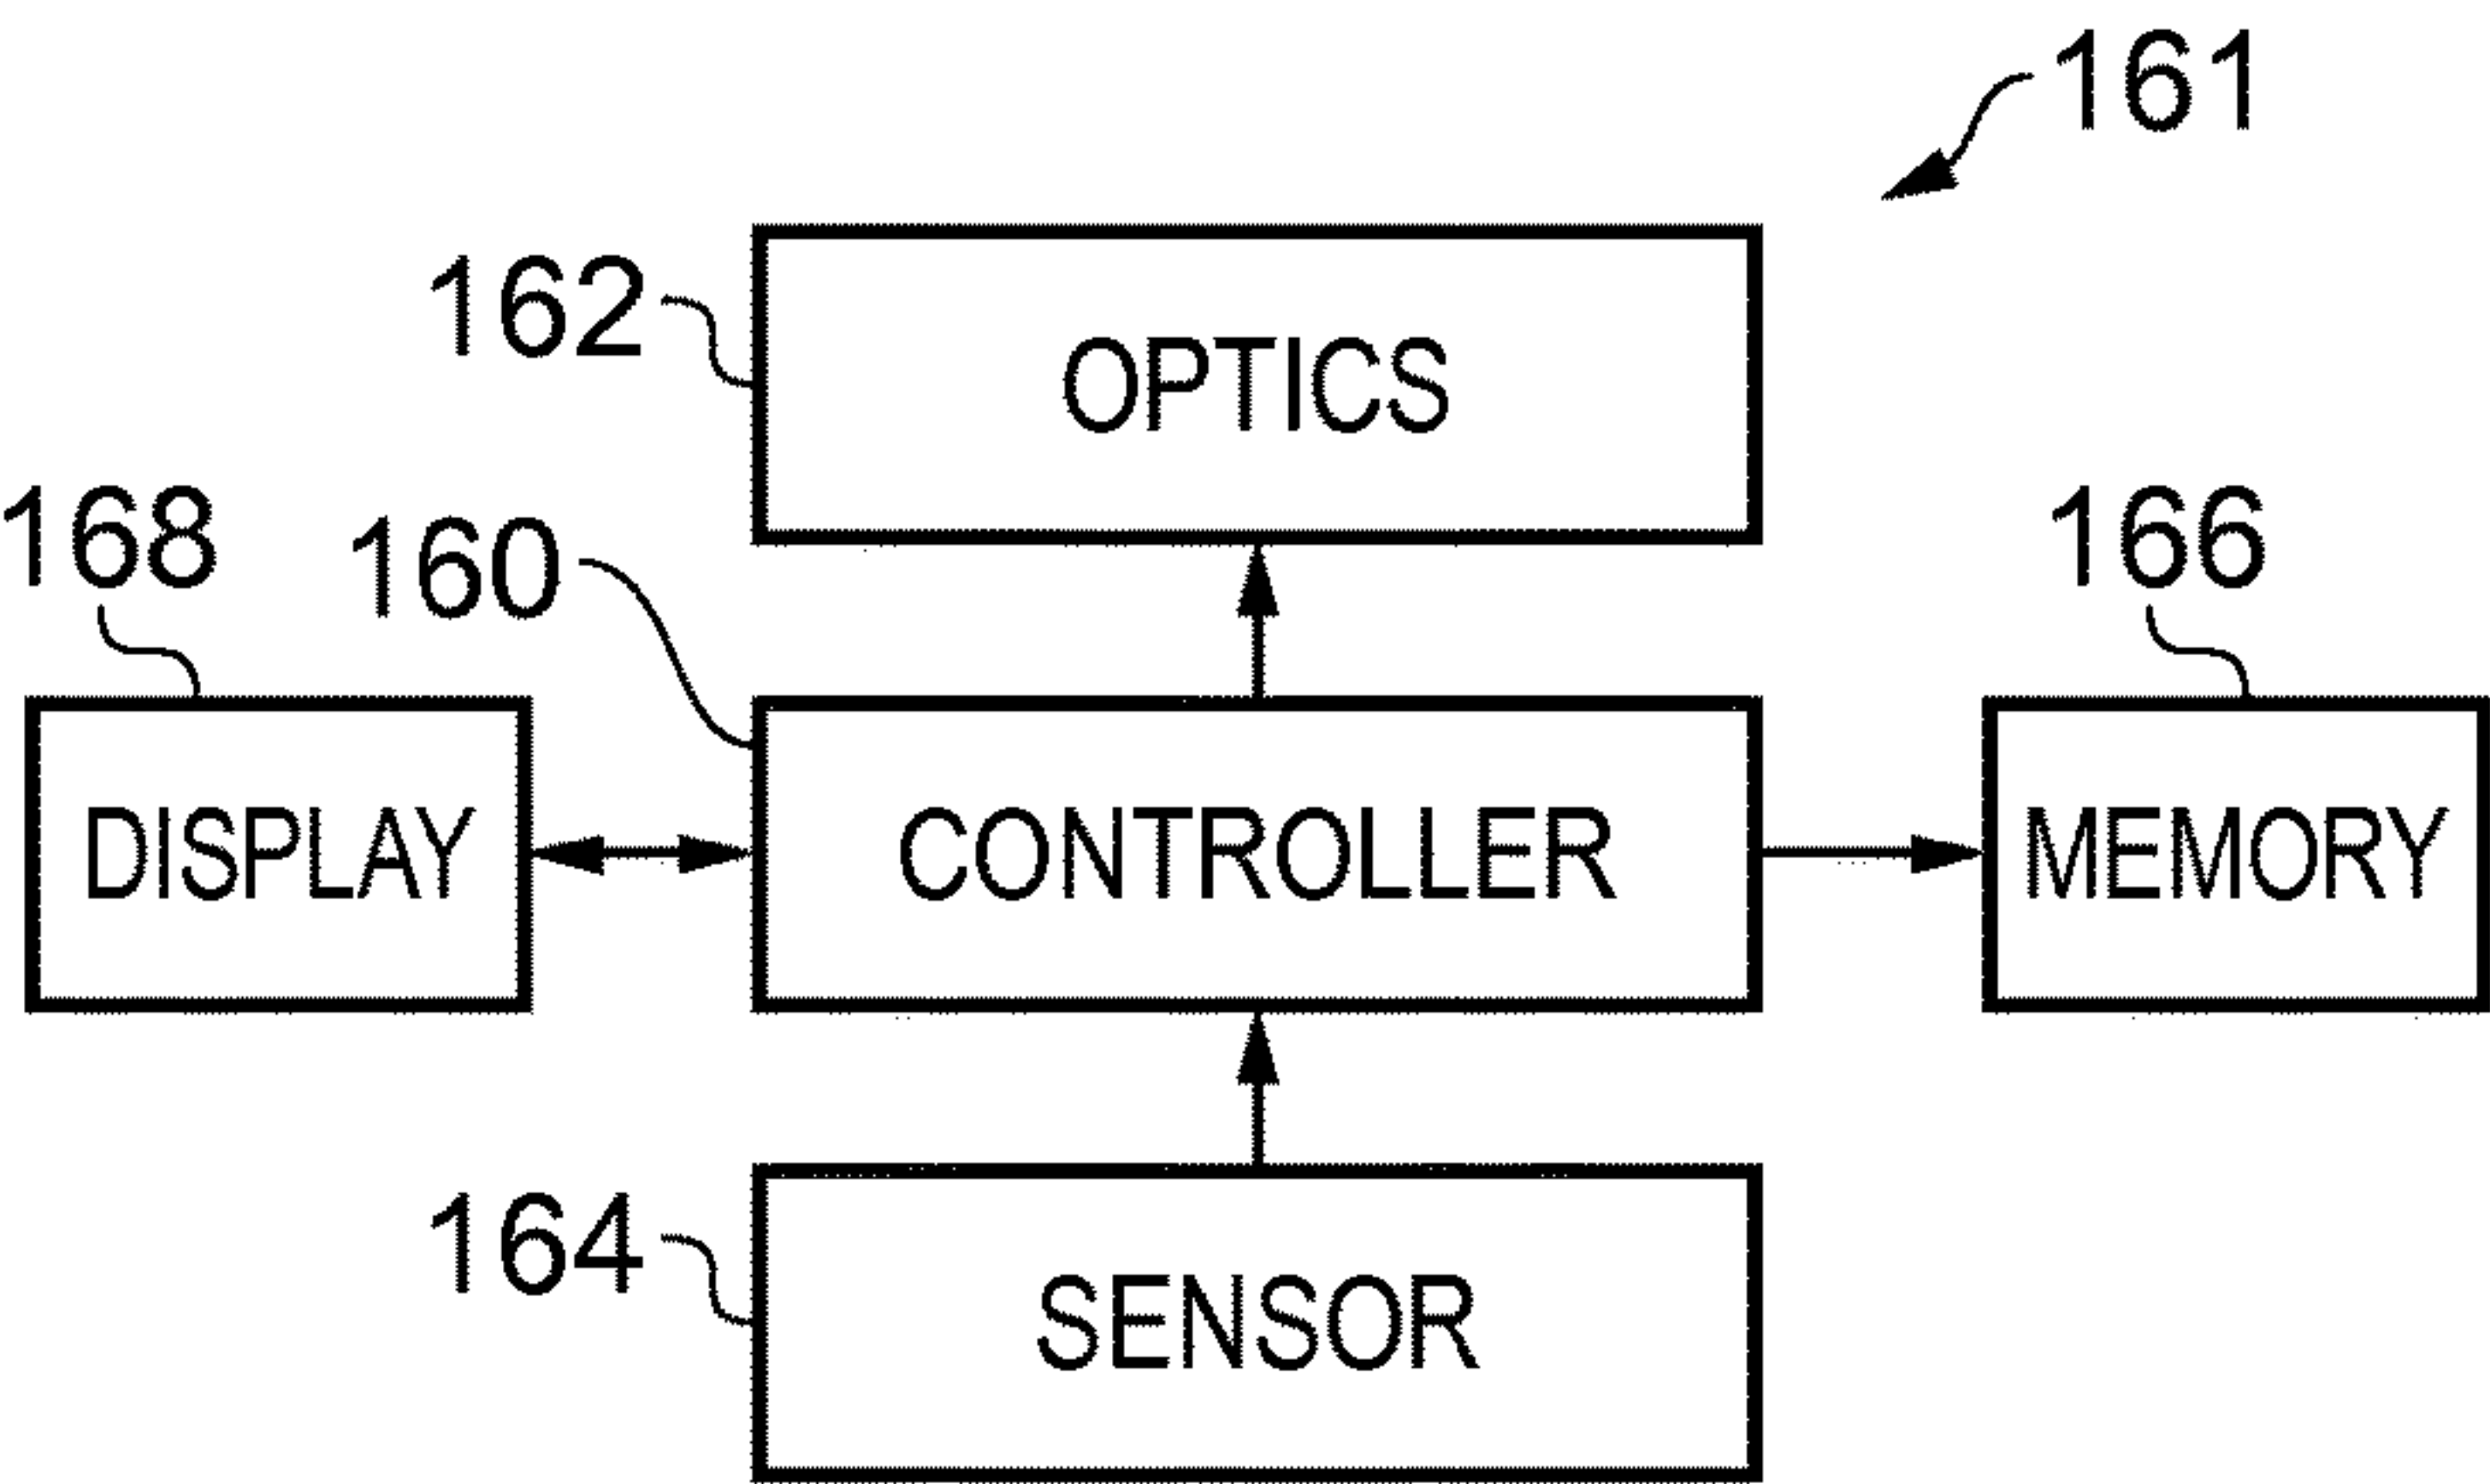 161
162
OPTICS
168
160
166
DISPLAY
CONTROLLER
MEMORY
164
SENSOR